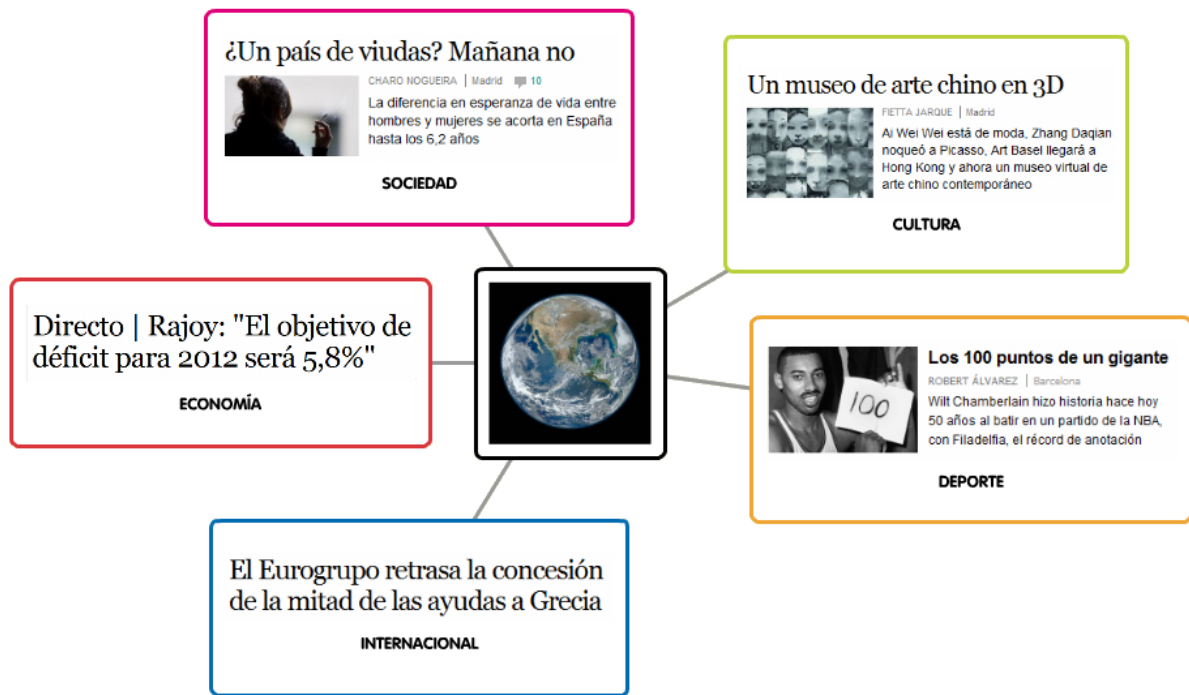 ¿Un país de viudas? Mañana no
CHARO NOGUEIRA | Madrid 10
La diferencia en esperanza de vida entre
hombres y mujeres se acorta en España
hasta los 6,2 años
SOCIEDAD
Un museo de arte chino en 3D
FIETTA JARQUE | Madrid
Ai Wei Wei está de moda, Zhang Daqian
noqueó a Picasso, Art Basel llegará a
Hong Kong y ahora un museo virtual de
arte chino contemporáneo
CULTURA
Directo | Rajoy: "El objetivo de
déficit para 2012 será 5,8%"
ECONOMÍA
Los 100 puntos de un gigante
ROBERT ÁLVAREZ | Barcelona
Wilt Chamberlain hizo historia hace hoy
50 años al batir en un partido de la NBA,
con Filadelfia, el récord de anotación
100
DEPORTE
El Eurogrupo retrasa la concesión
de la mitad de las ayudas a Grecia
INTERNACIONAL